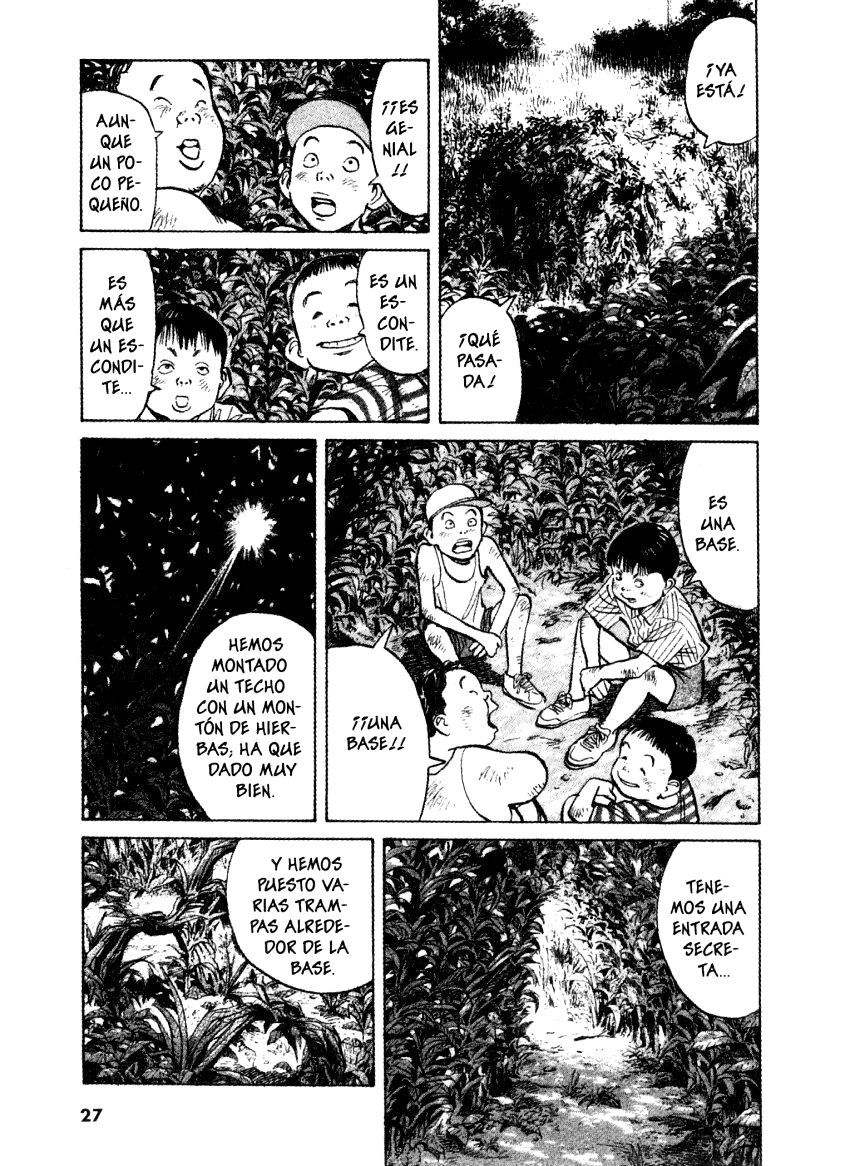 ¡YA
ESTÁ!
¡QUÉ
PASA-
DA!
¡¡ES
GE-
NIAL
!!
AUN-
QUE
UN PO-
CO PE-
QUEÑO.
ES UN
ES-
CON-
DITE.
ES
MÁS
QUE
UN ES-
CONDI-
TE...
ES
UNA
BASE.
¡¡UNA
BASE!!
HEMOS
MONTADO
UN TECHO
CON UN MON-
TÓN DE HIER-
BAS; HA QUE
DADO MUY
BIEN.
TENE-
MOS UNA
ENTRADA
SECRE-
TA...
Y HEMOS
PUESTO VA-
RIAS TRAM-
PAS ALREDE-
DOR DE LA
BASE.
27